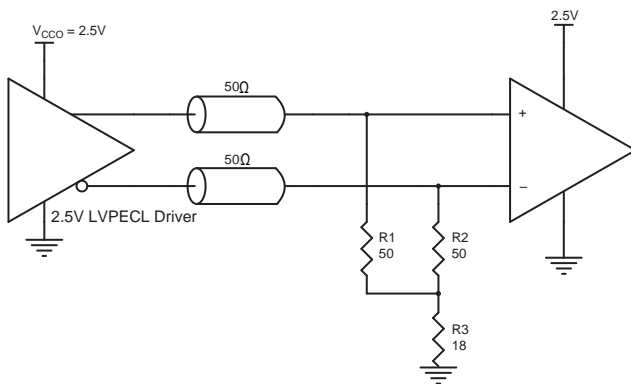 V_CCO = 2.5V
2.5V
50Ω
+
50Ω
−
2.5V LVPECL Driver
R1
50
R2
50
R3
18